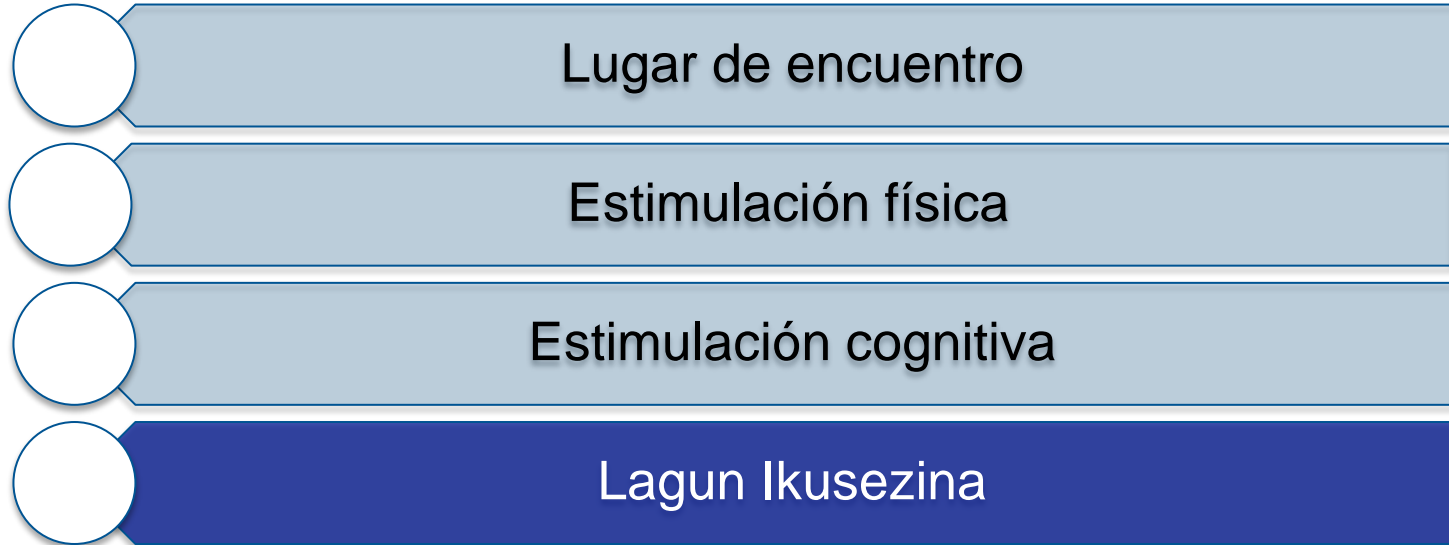 Lugar de encuentro
Estimulación física
Estimulación cognitiva
Lagun Ikusezina